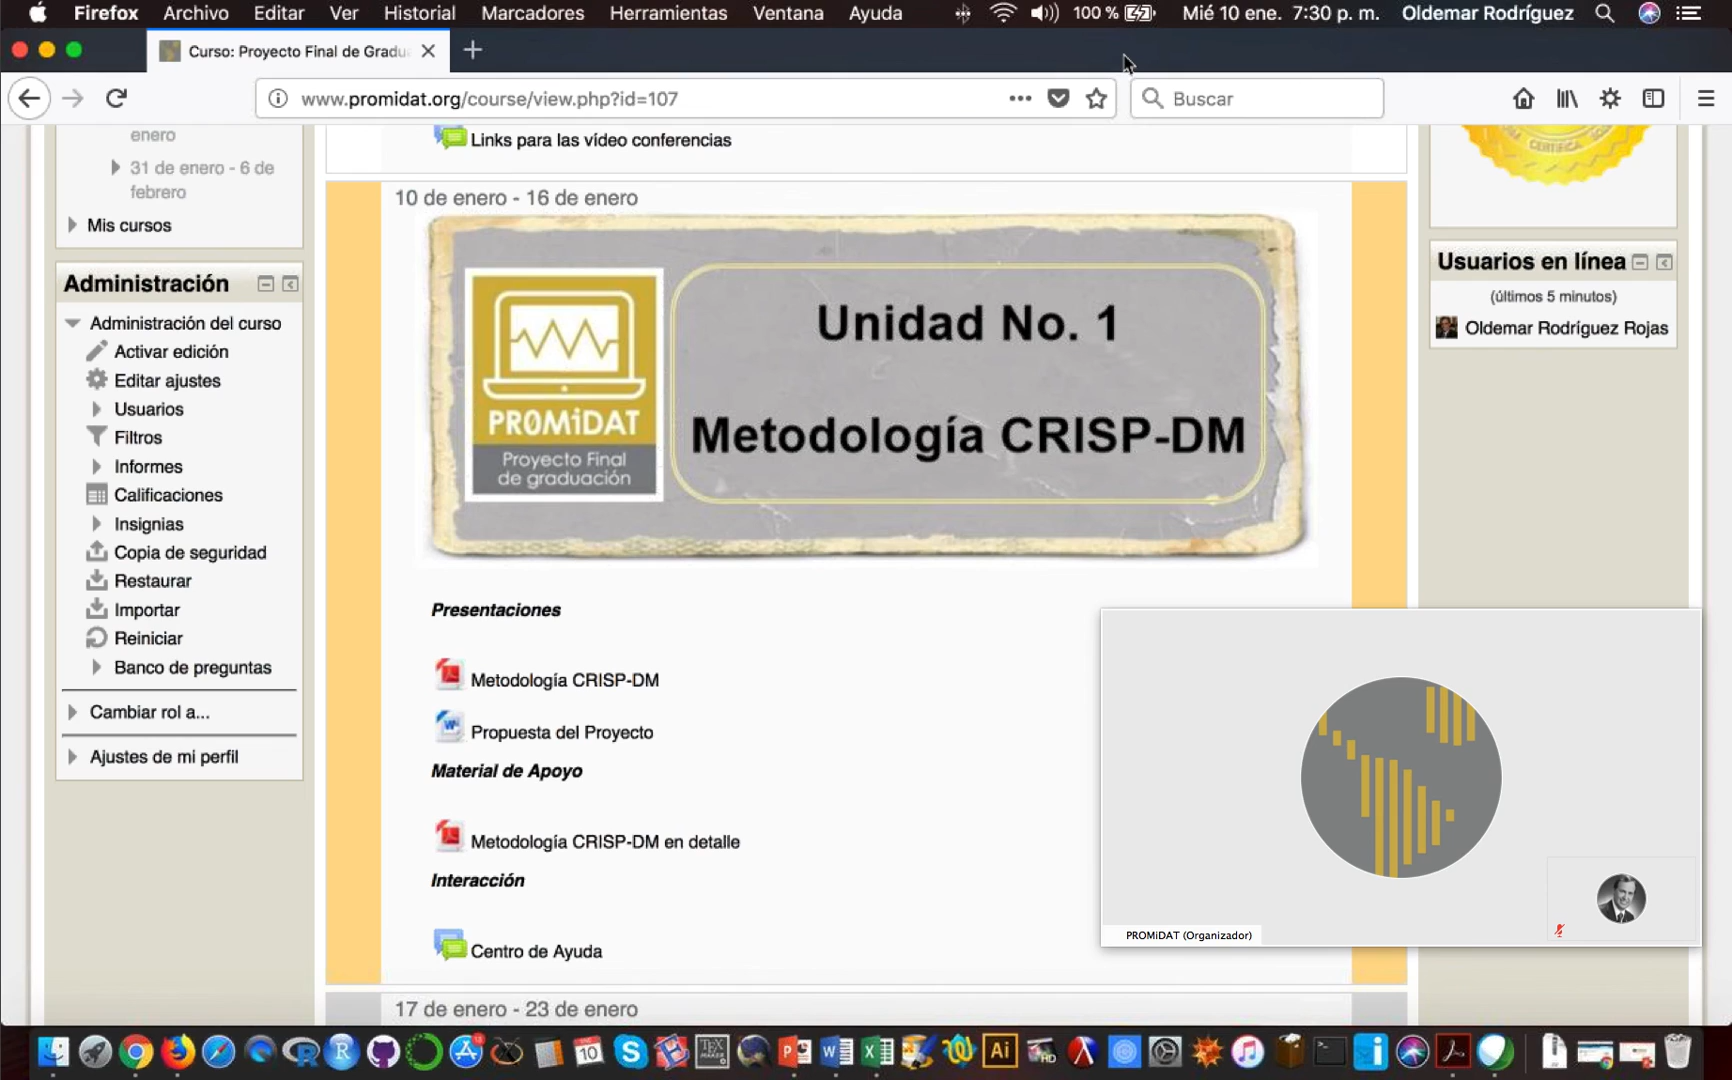 Firefox Archivo Editar Ver Historial Marcadores Herramientas Ventana Ayuda 100 % Mié 10 ene. 7:30 p. m. Oldemar Rodríguez
Curso: Proyecto Final de Gradu
www.promidat.org/course/view.php?id=107
Buscar
enero
31 de enero - 6 de
febrero
Mis cursos
Administración
Administración del curso
Activar edición
Editar ajustes
Usuarios
Filtros
Informes
Calificaciones
Insignias
Copia de seguridad
Restaurar
Importar
Reiniciar
Banco de preguntas
Cambiar rol a...
Ajustes de mi perfil
Links para las vídeo conferencias
10 de enero - 16 de enero
PROMiDAT
Proyecto Final
de graduación
Unidad No. 1
Metodología CRISP-DM
Presentaciones
Metodología CRISP-DM
Propuesta del Proyecto
Material de Apoyo
Metodología CRISP-DM en detalle
Interacción
Centro de Ayuda
17 de enero - 23 de enero
CERTIFICA
Usuarios en línea
(últimos 5 minutos)
Oldemar Rodríguez Rojas
PROMiDAT (Organizador)
10
TEX
MAKER
Ai
HD